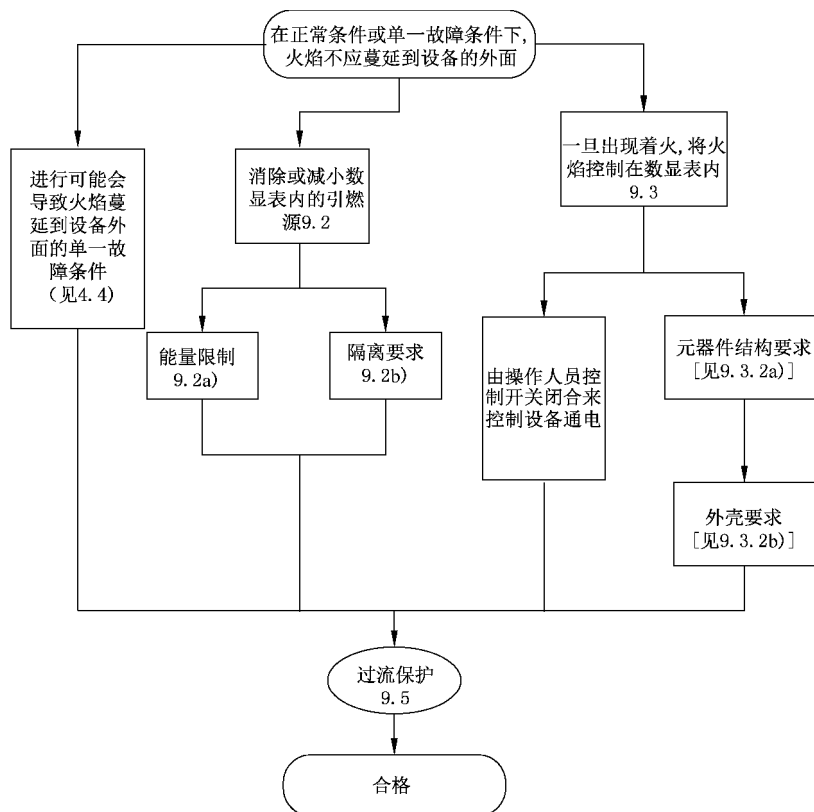 在正常条件或单一故障条件下,
火焰不应蔓延到设备的外面
进行可能会
导致火焰蔓
延到设备外
面的单一故
障条件
(见4.4)
消除或减小数
显表内的引燃
源9.2
一旦出现着火,将火
焰控制在数显表内
9.3
能量限制
9.2a)
隔离要求
9.2b)
由操作人员控
制开关闭合来
控制设备通电
元器件结构要求
[见9.3.2a)]
外壳要求
[见9.3.2b)]
过流保护
9.5
合格